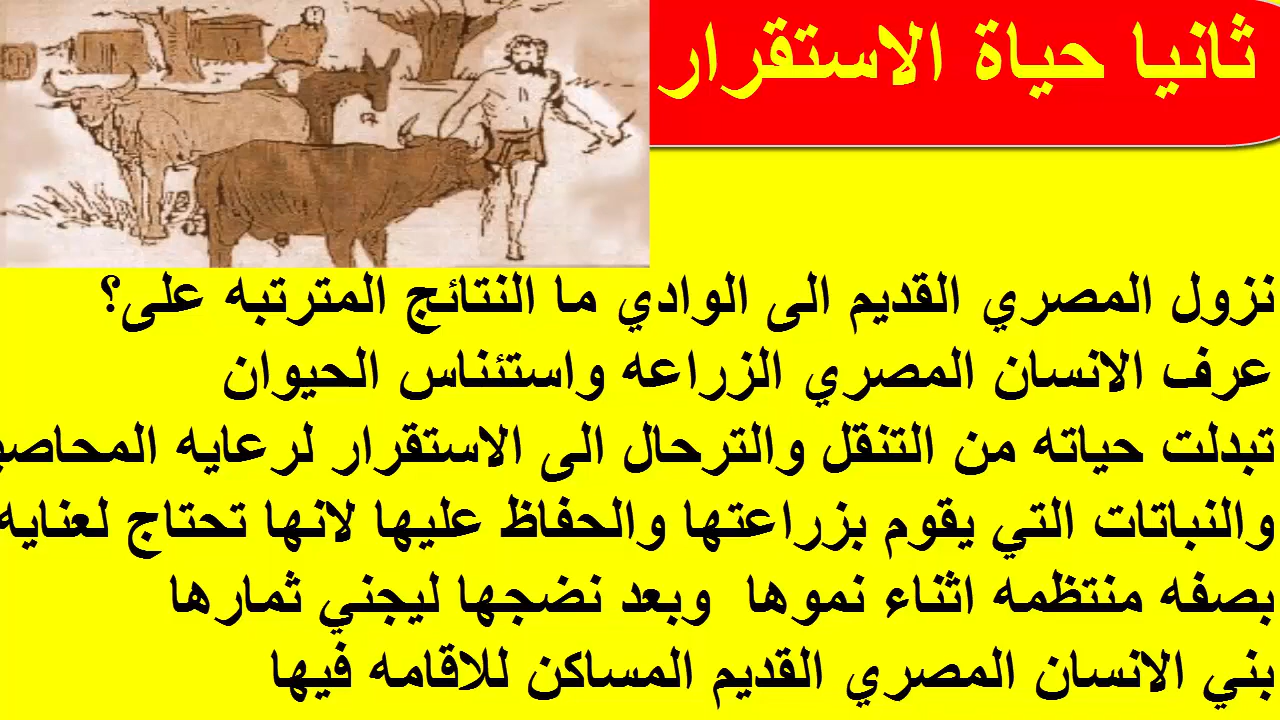 ثانيا حياة الاستقرار
نزول المصري القديم الى الوادي ما النتائج المترتبه على؟
عرف الانسان المصري الزراعه واستئناس الحيوان
تبدلت حياته من التنقل والترحال الى الاستقرار لرعايه
والنباتات التي يقوم بزراعتها والحفاظ عليها لانها تحتاج لعنايه
بصفه منتظمه اثناء نموها وبعد نضجها ليجني ثمارها
بني الانسان المصري القديم المساكن للاقامه فيها